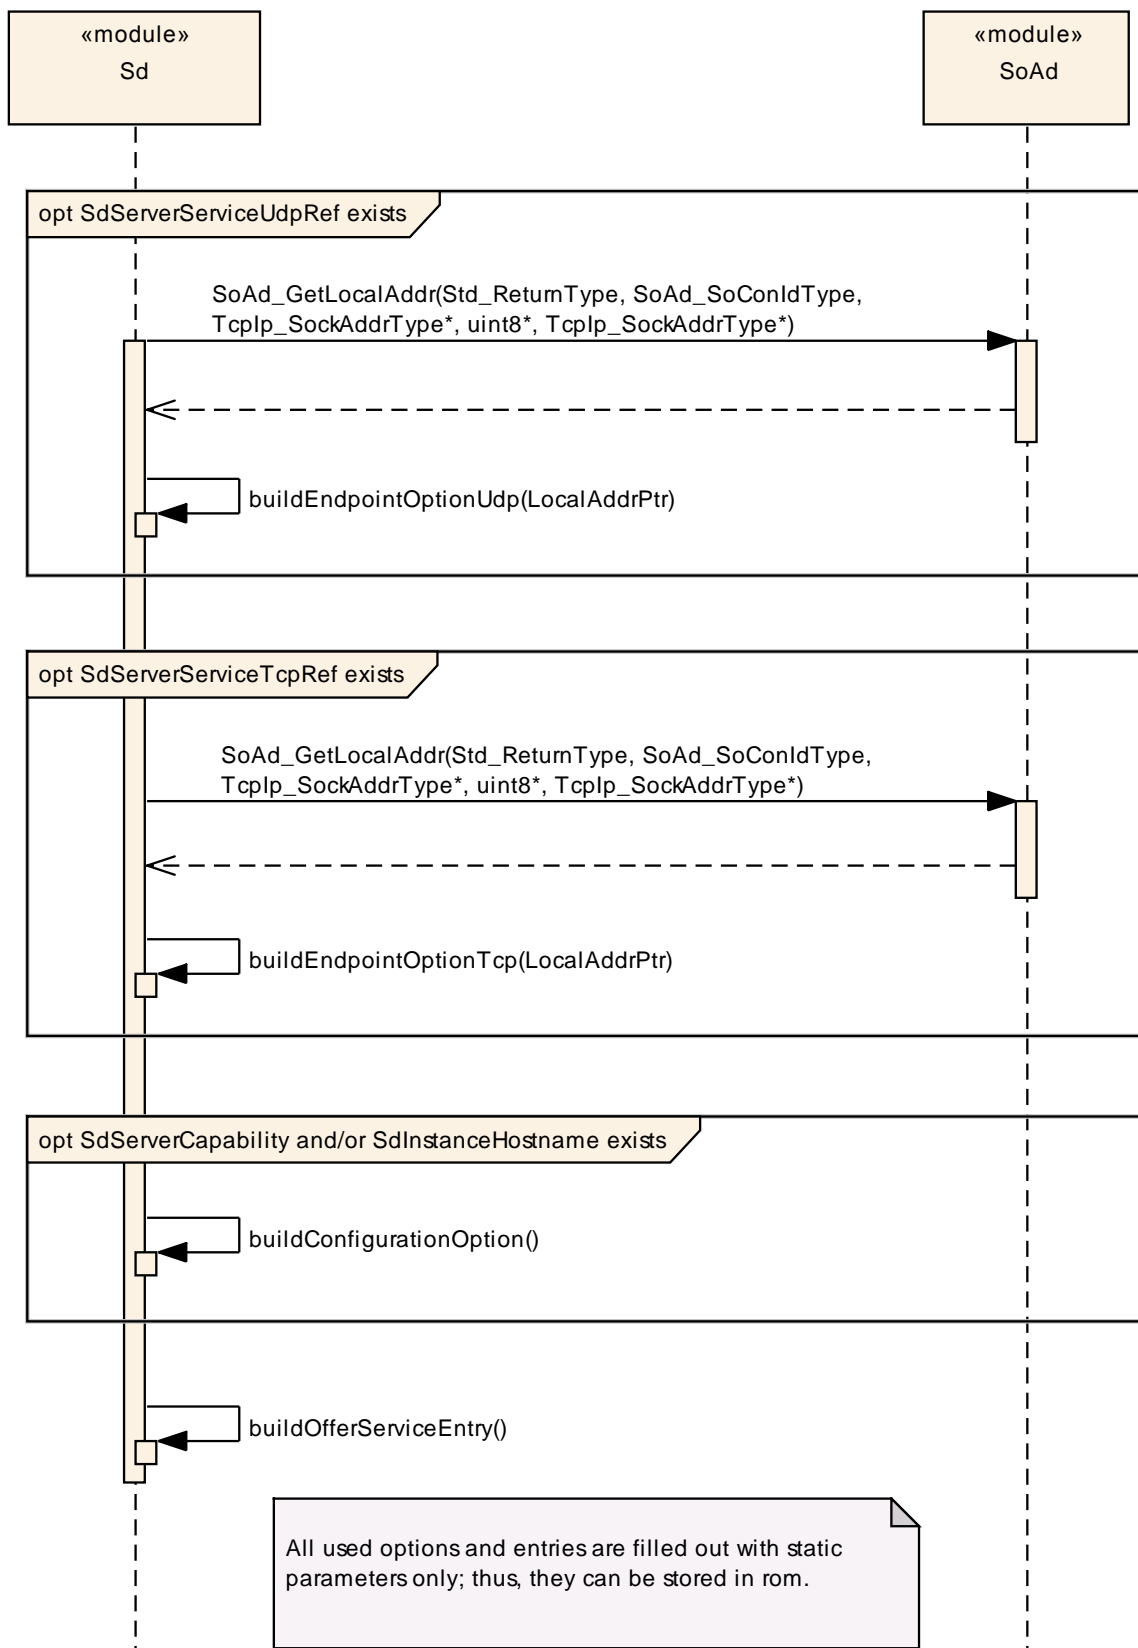 «module»
Sd
«module»
SoAd
opt SdServerServiceUdpRef exists
SoAd_GetLocalAddr(Std_ReturnType, SoAd_SoConIdType,
TcpIp_SockAddrType*, uint8*, TcpIp_SockAddrType*)
buildEndpointOptionUdp(LocalAddrPtr)
opt SdServerServiceTcpRef exists
SoAd_GetLocalAddr(Std_ReturnType, SoAd_SoConIdType,
TcpIp_SockAddrType*, uint8*, TcpIp_SockAddrType*)
buildEndpointOptionTcp(LocalAddrPtr)
opt SdServerCapability and/or SdInstanceHostname exists
buildConfigurationOption()
buildOfferServiceEntry()
All used options and entries are filled out with static
parameters only; thus, they can be stored in rom.